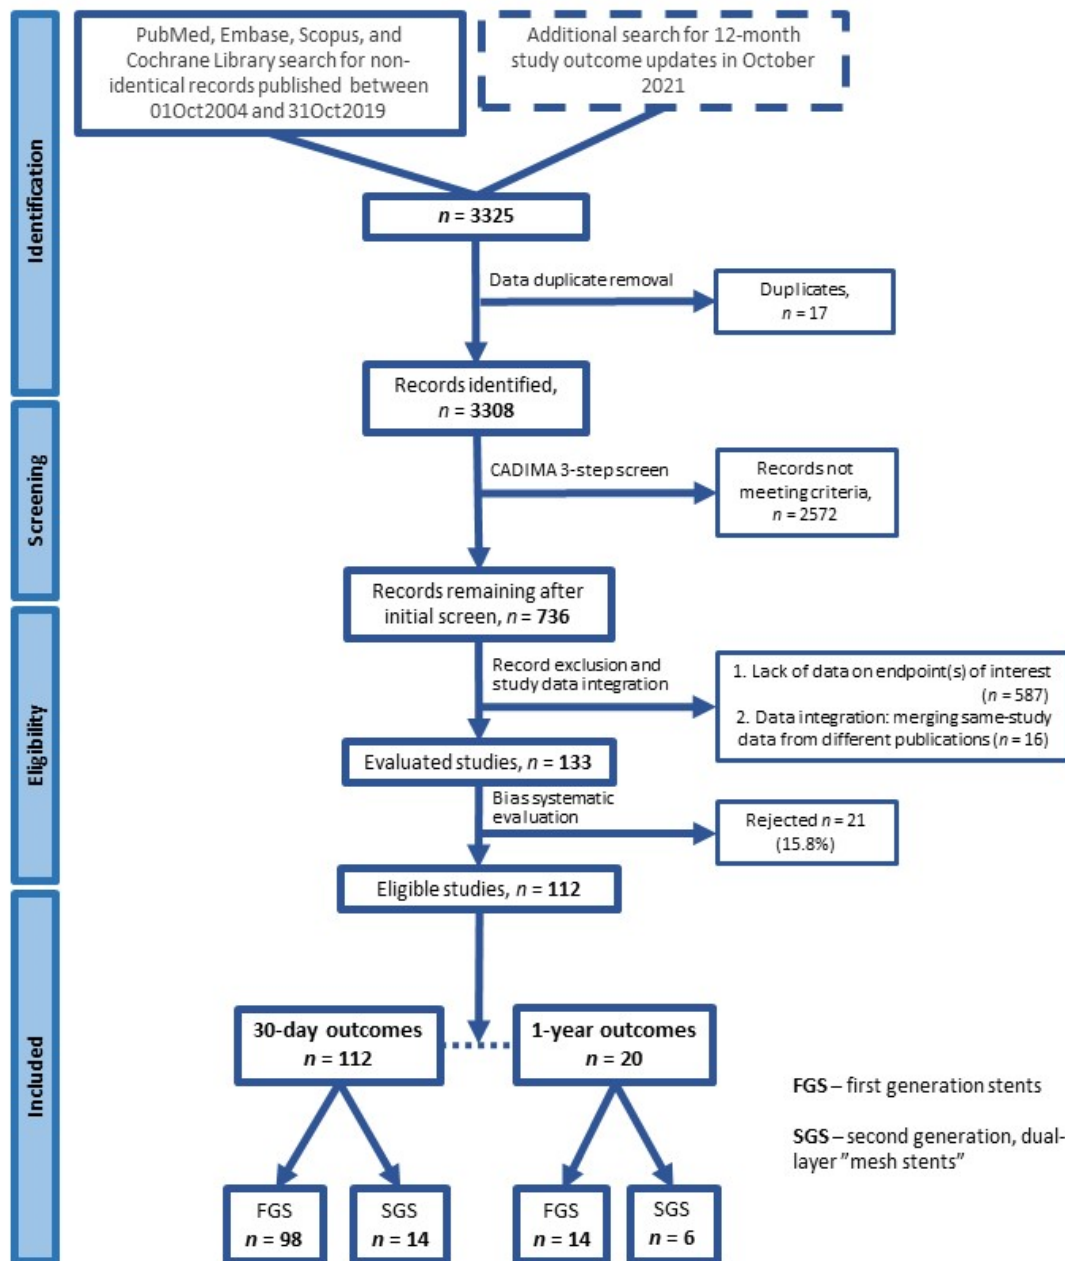 PubMed, Embase, Scopus, and
Cochrane Library search for non-
identical records published between
01Oct2004 and 31Oct2019
Additional search for 12-month
study outcome updates in October
2021
Identification
n = 3325
Data duplicate removal
Duplicates,
n = 17
Records identified,
n = 3308
Screening
CADIMA 3-step screen
Records not
meeting criteria,
n = 2572
Records remaining after
initial screen, n = 736
Eligibility
Record exclusion and
study data integration
1. Lack of data on endpoint(s) of interest
(n = 587)
2. Data integration: merging same-study
data from different publications (n = 16)
Evaluated studies, n = 133
Bias systematic
evaluation
Rejected n = 21
(15.8%)
Eligible studies, n = 112
Included
30-day outcomes
n = 112
1-year outcomes
n = 20
FGS
n = 98
SGS
n = 14
FGS
n = 14
SGS
n = 6
FGS – first generation stents
SGS – second generation, dual-
layer "mesh stents"